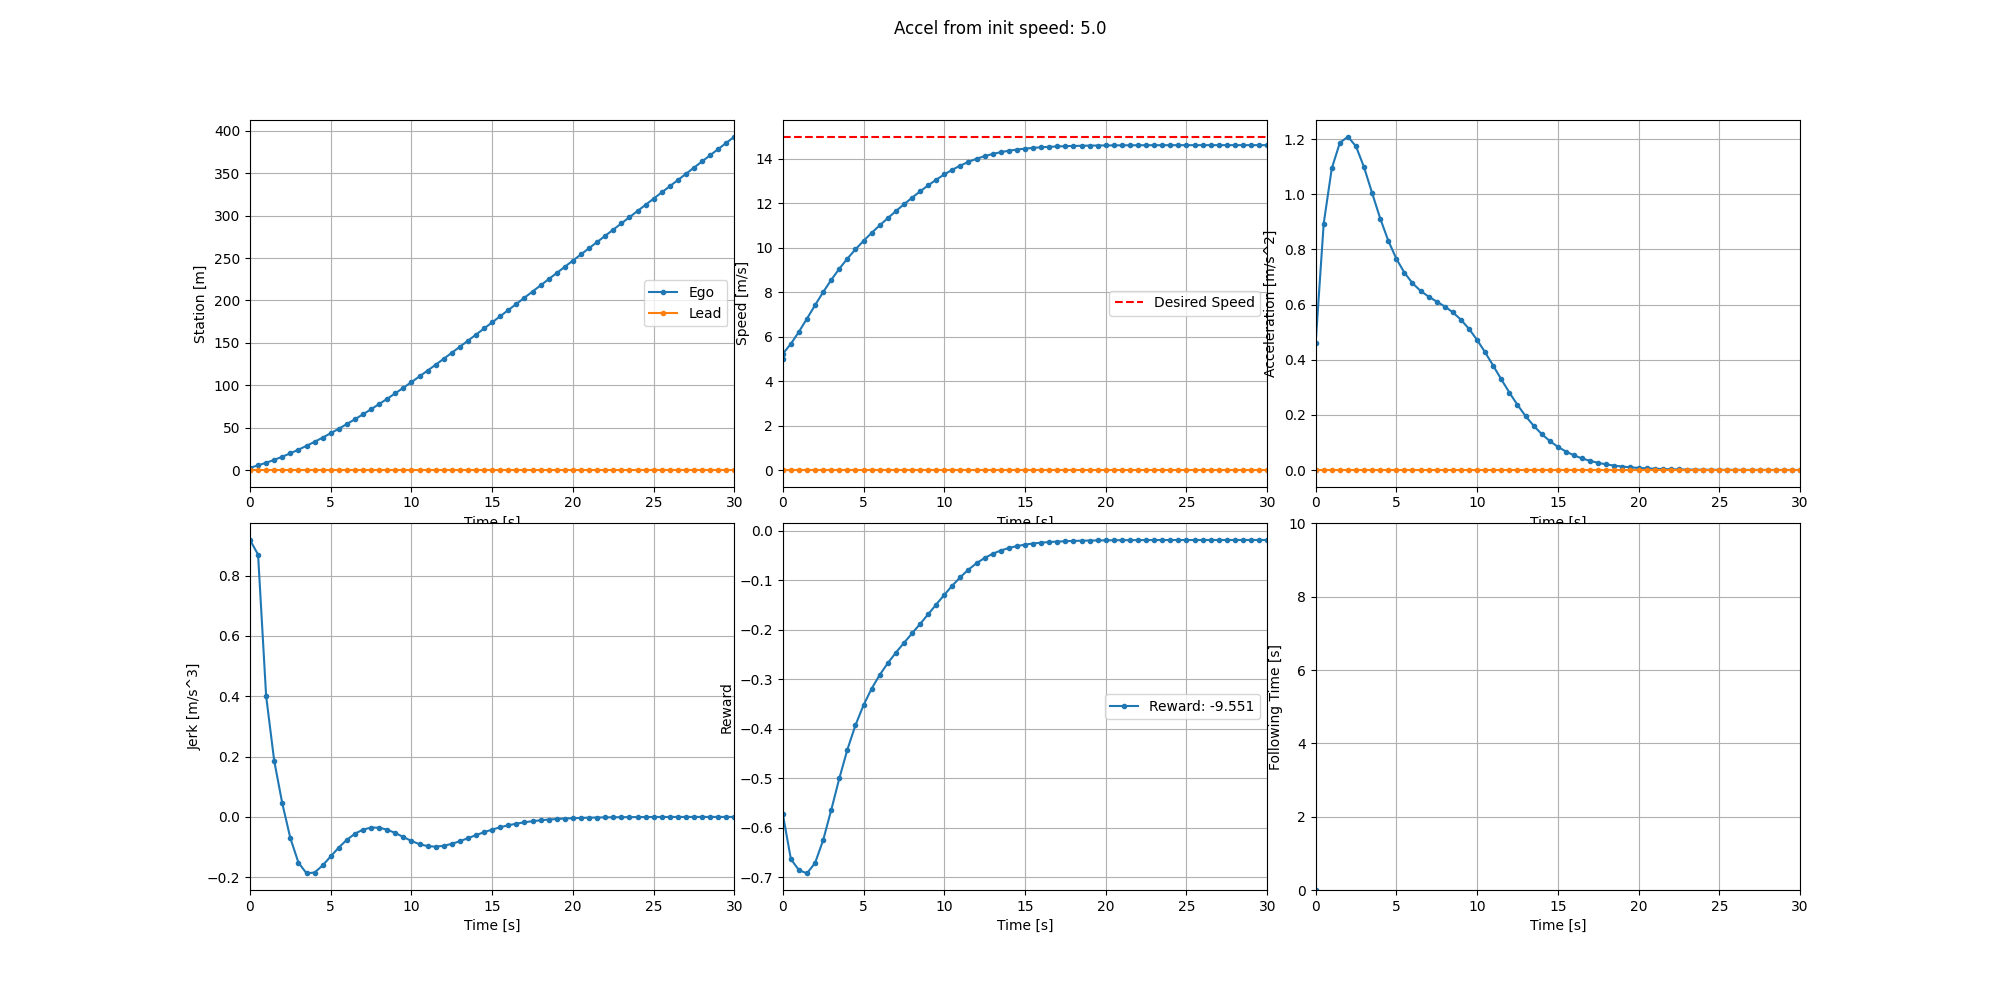 Accel from init speed: 5.0
Station [m]
400
350
300
250
200
150
100
50
0
Ego
Lead
0 5 10 15 20 25 30
Time [s]
Speed [m/s]
14
12
10
8
6
4
2
0
Desired Speed
0 5 10 15 20 25 30
Time [s]
Acceleration [m/s^2]
1.2
1.0
0.8
0.6
0.4
0.2
0.0
0 5 10 15 20 25 30
Time [s]
Jerk [m/s^3]
0.8
0.6
0.4
0.2
0.0
−0.2
0 5 10 15 20 25 30
Time [s]
Reward
0.0
−0.1
−0.2
−0.3
−0.4
−0.5
−0.6
−0.7
Reward: -9.551
0 5 10 15 20 25 30
Time [s]
Following Time [s]
10
8
6
4
2
0
0 5 10 15 20 25 30
Time [s]